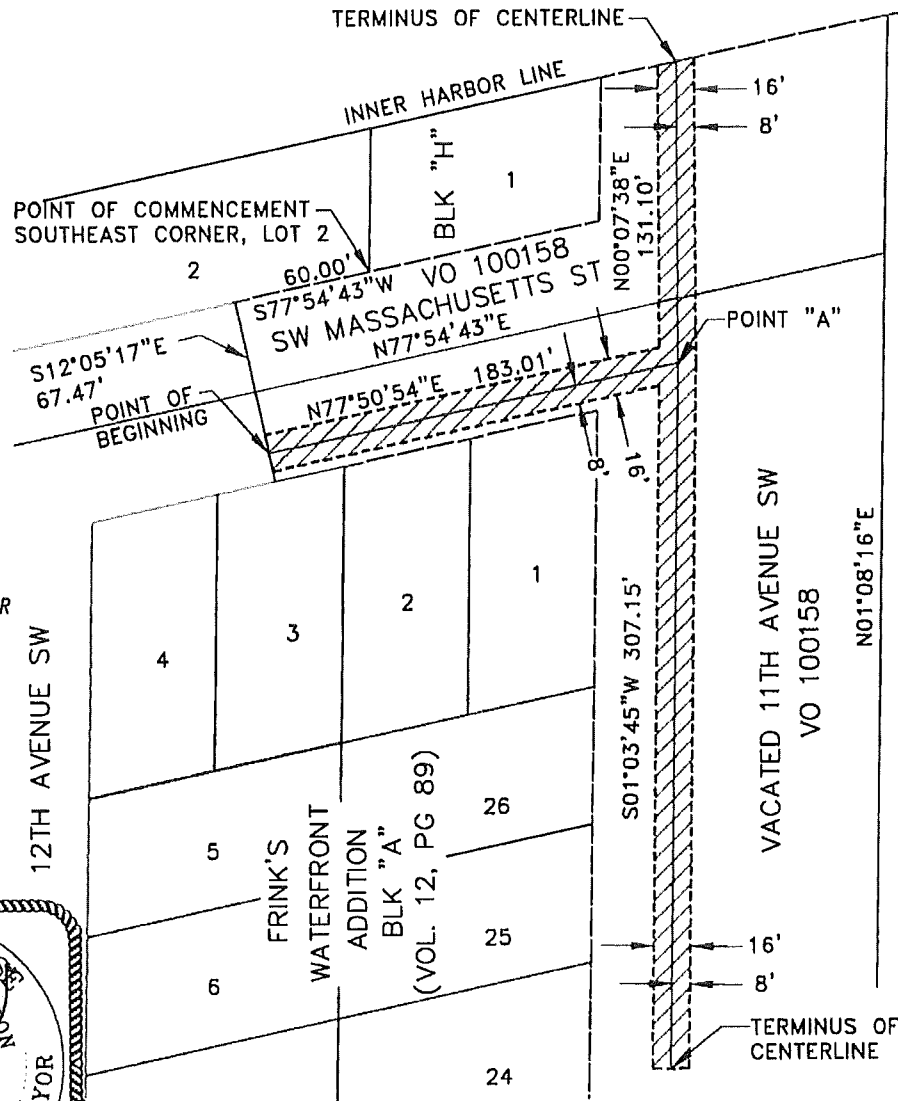 TERMINUS OF CENTERLINE
INNER HARBOR LINE
16'
8'
BLK "H"
1
N00°07'38"E
131.10'
POINT OF COMMENCEMENT
SOUTHEAST CORNER, LOT 2
2
60.00'
S77°54'43"W
VO 100158
SW MASSACHUSETTS ST
N77°54'43"E
POINT "A"
S12°05'17"E
67.47'
POINT OF
BEGINNING
N77°50'54"E 183.01'
8'
16'
R
12TH AVENUE SW
4
3
2
1
S01°03'45"W 307.15'
VACATED 11TH AVENUE SW
VO 100158
N01°08'16"E
5
26
FRINK'S
WATERFRONT
ADDITION
BLK "A"
(VOL. 12, PG 89)
6
25
16'
8'
TERMINUS OF
CENTERLINE
24
YOR